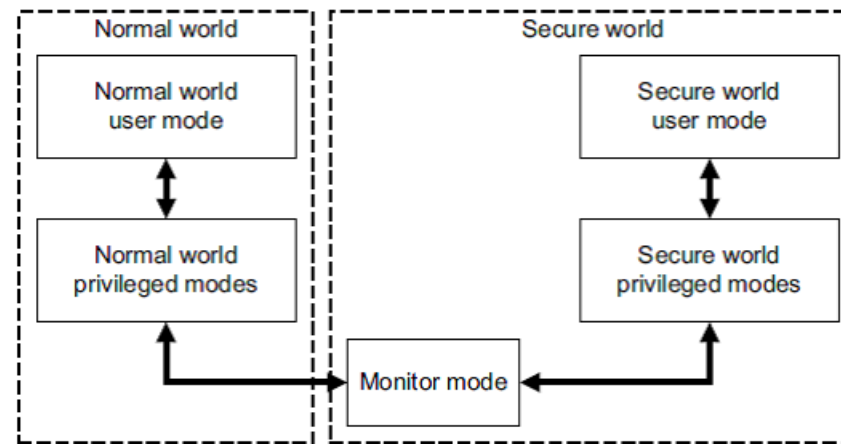 Normal world
Secure world
Normal world
user mode
Secure world
user mode
Normal world
privileged modes
Secure world
privileged modes
Monitor mode